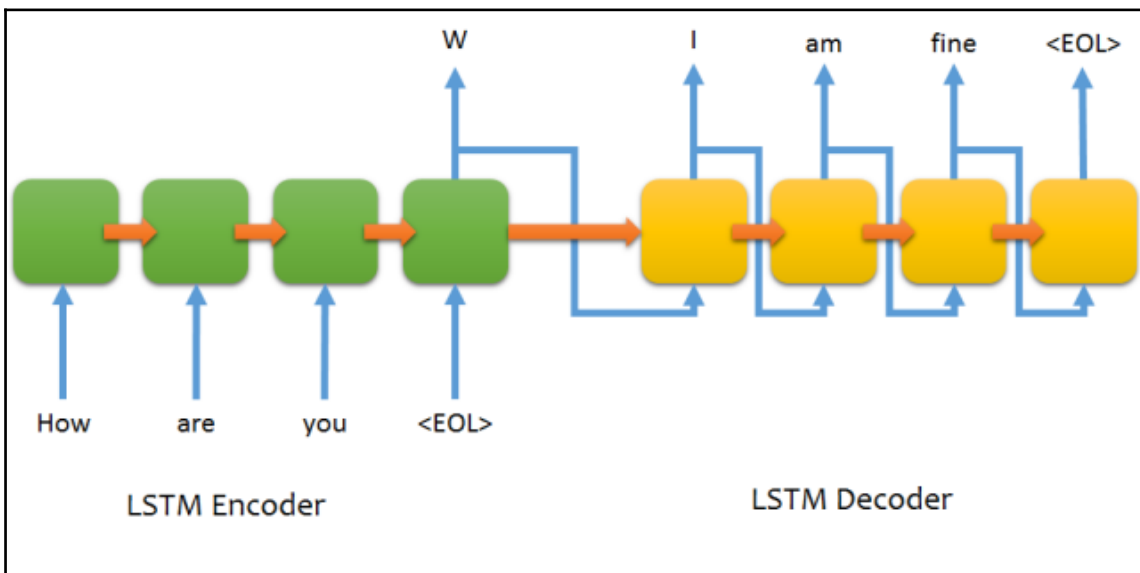 W I am fine <EOL>
How are you <EOL>
LSTM Encoder LSTM Decoder